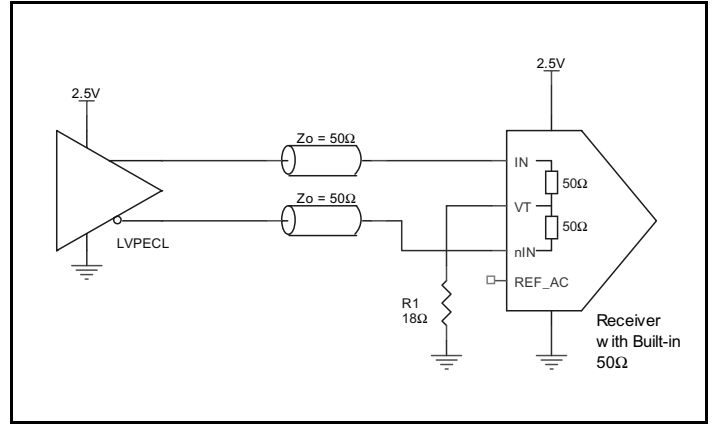 2.5V
2.5V
Zo = 50Ω
IN
50Ω
Zo = 50Ω
VT
50Ω
LVPECL
nIN
REF_AC
R1
18Ω
Receiver
with Built-in
50Ω